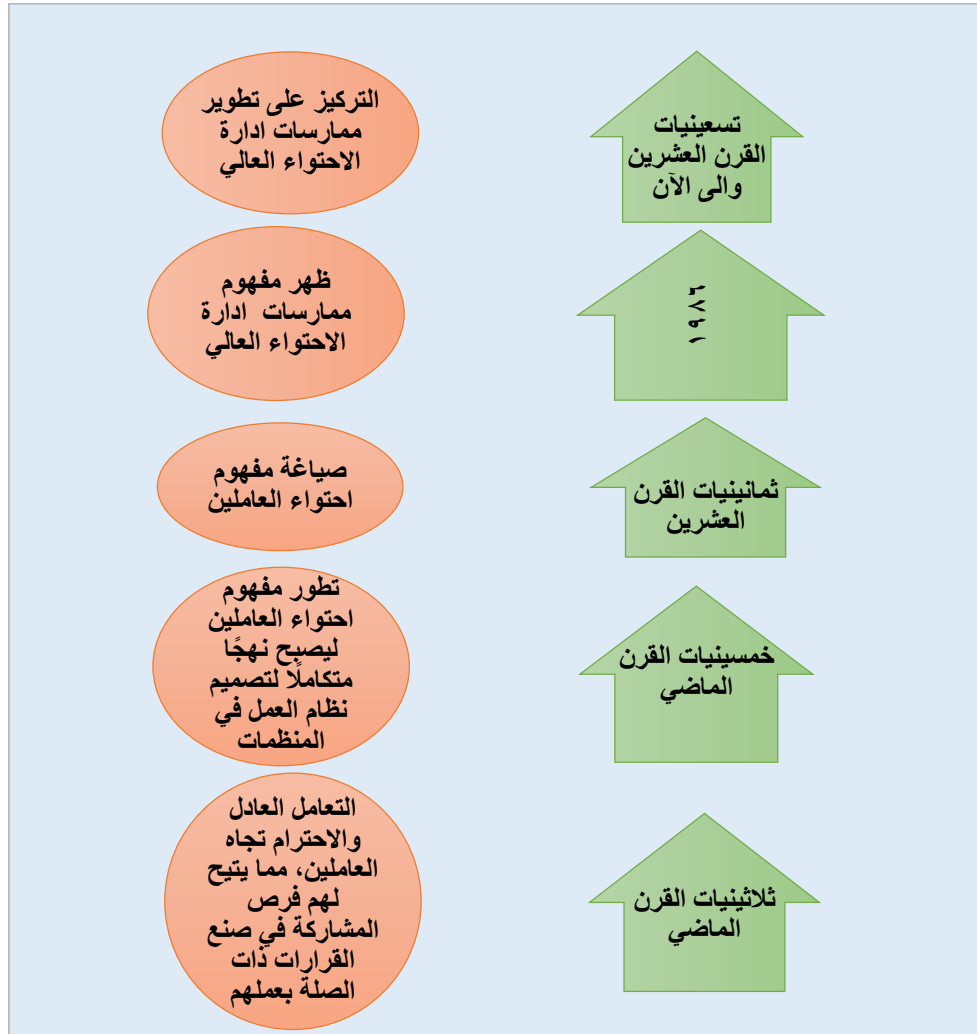 تسعينيات
القرن العشرين
والى الآن
التركيز على تطوير
ممارسات ادارة
الاحتواء العالي
١٩٨٦
ظهر مفهوم
ممارسات ادارة
الاحتواء العالي
ثمانينيات القرن
العشرين
صياغة مفهوم
احتواء العاملين
خمسينيات القرن
الماضي
تطور مفهوم
احتواء العاملين
ليصبح نهجًا
متكاملًا لتصميم
نظام العمل في
المنظمات
ثلاثينيات القرن
الماضي
التعامل العادل
والاحترام تجاه
العاملين، مما يتيح
لهم فرص
المشاركة في صنع
القرارات ذات
الصلة بعملهم